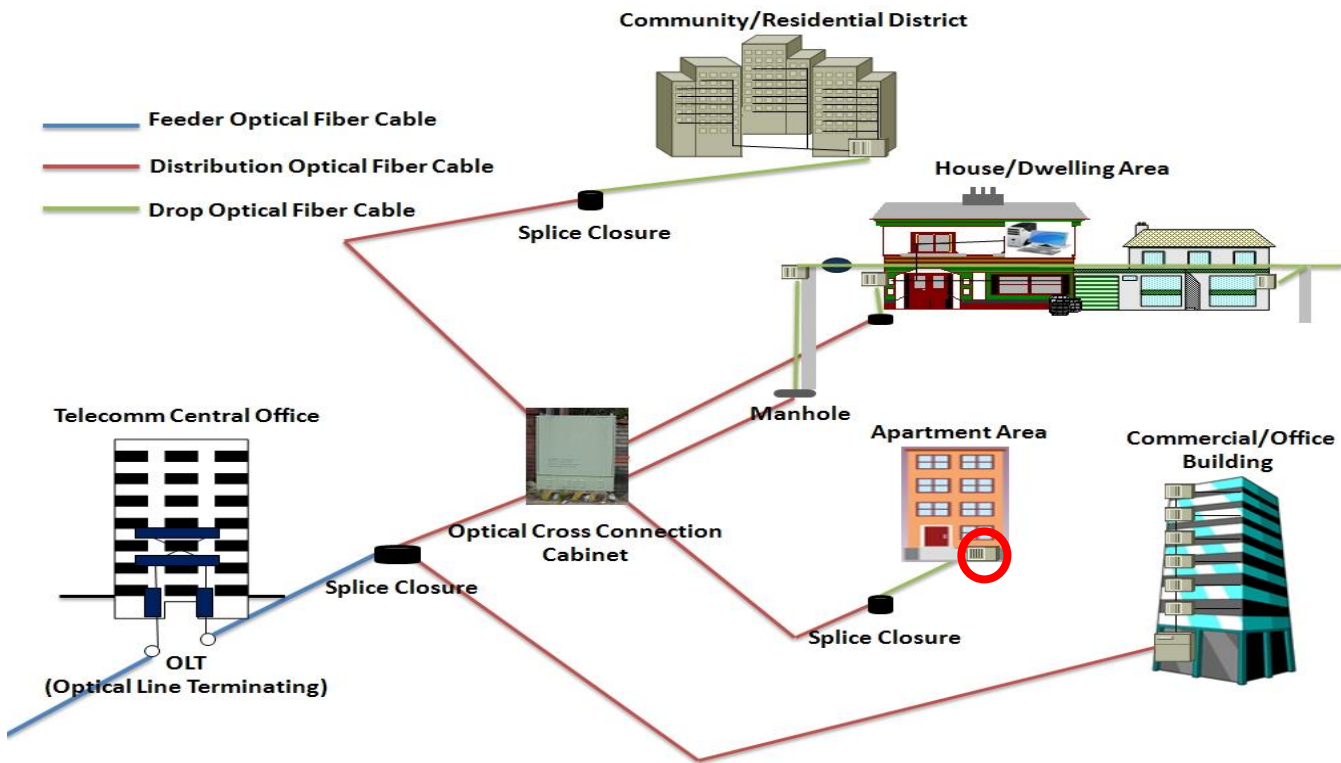 Community/Residential District
Feeder Optical Fiber Cable
Distribution Optical Fiber Cable
Drop Optical Fiber Cable
House/Dwelling Area
Splice Closure
Manhole
Telecomm Central Office
Apartment Area
Commercial/Office
Building
Optical Cross Connection
Cabinet
Splice Closure
Splice Closure
OLT
(Optical Line Terminating)